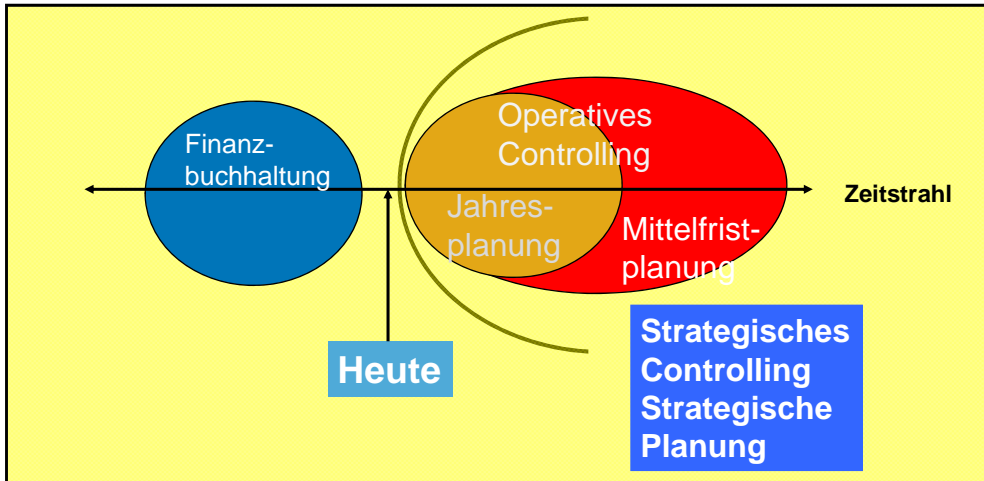 Finanz-
buchhaltung
Operatives
Controlling
Zeitstrahl
Jahres-
planung
Mittelfrist-
planung
Heute
Strategisches
Controlling
Strategische
Planung